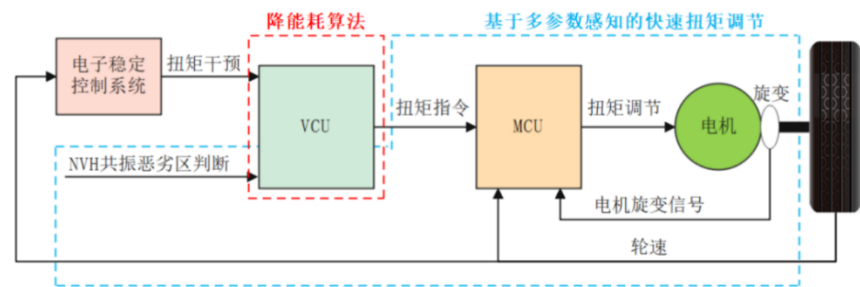 降能耗算法
基于多参数感知的快速扭矩调节
电子稳定
控制系统
扭矩干预
VCU
扭矩指令
MCU
扭矩调节
电机
旋变
NVH共振恶劣区判断
电机旋变信号
轮速